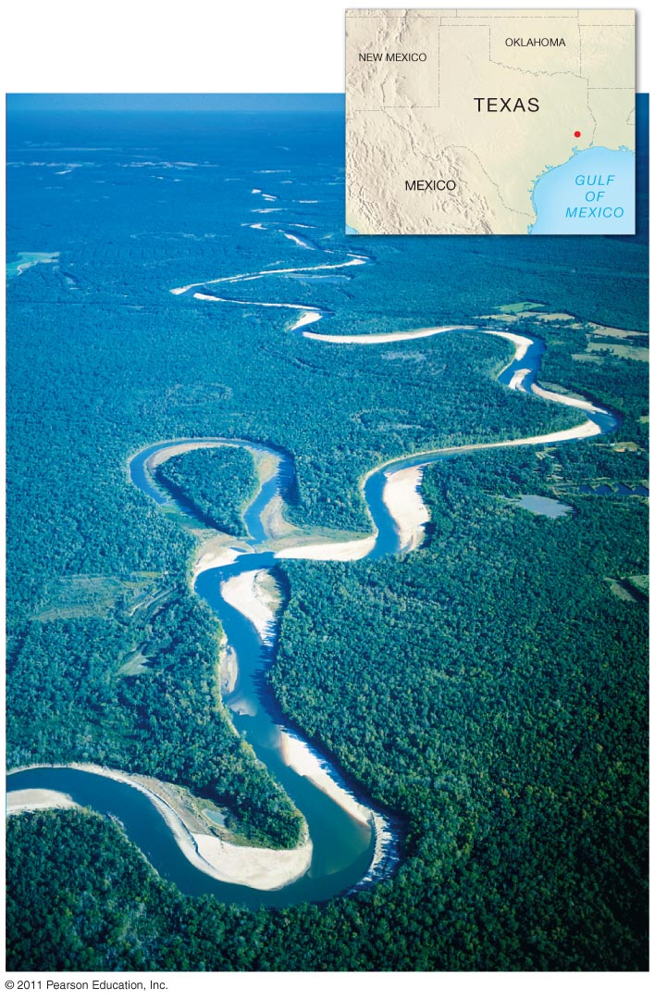 OKLAHOMA
NEW MEXICO
TEXAS
MEXICO
GULF
OF
MEXICO
© 2011 Pearson Education, Inc.